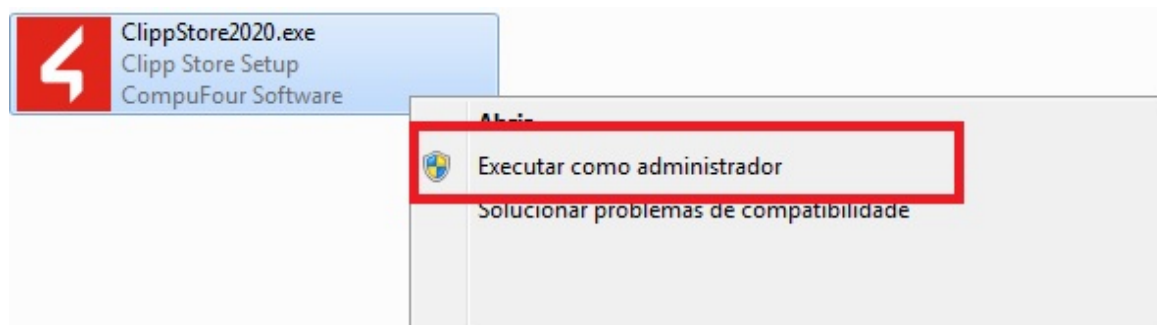 ClippStore2020.exe
Clipp Store Setup
CompuFour Software
Abrir
Executar como administrador
Solucionar problemas de compatibilidade